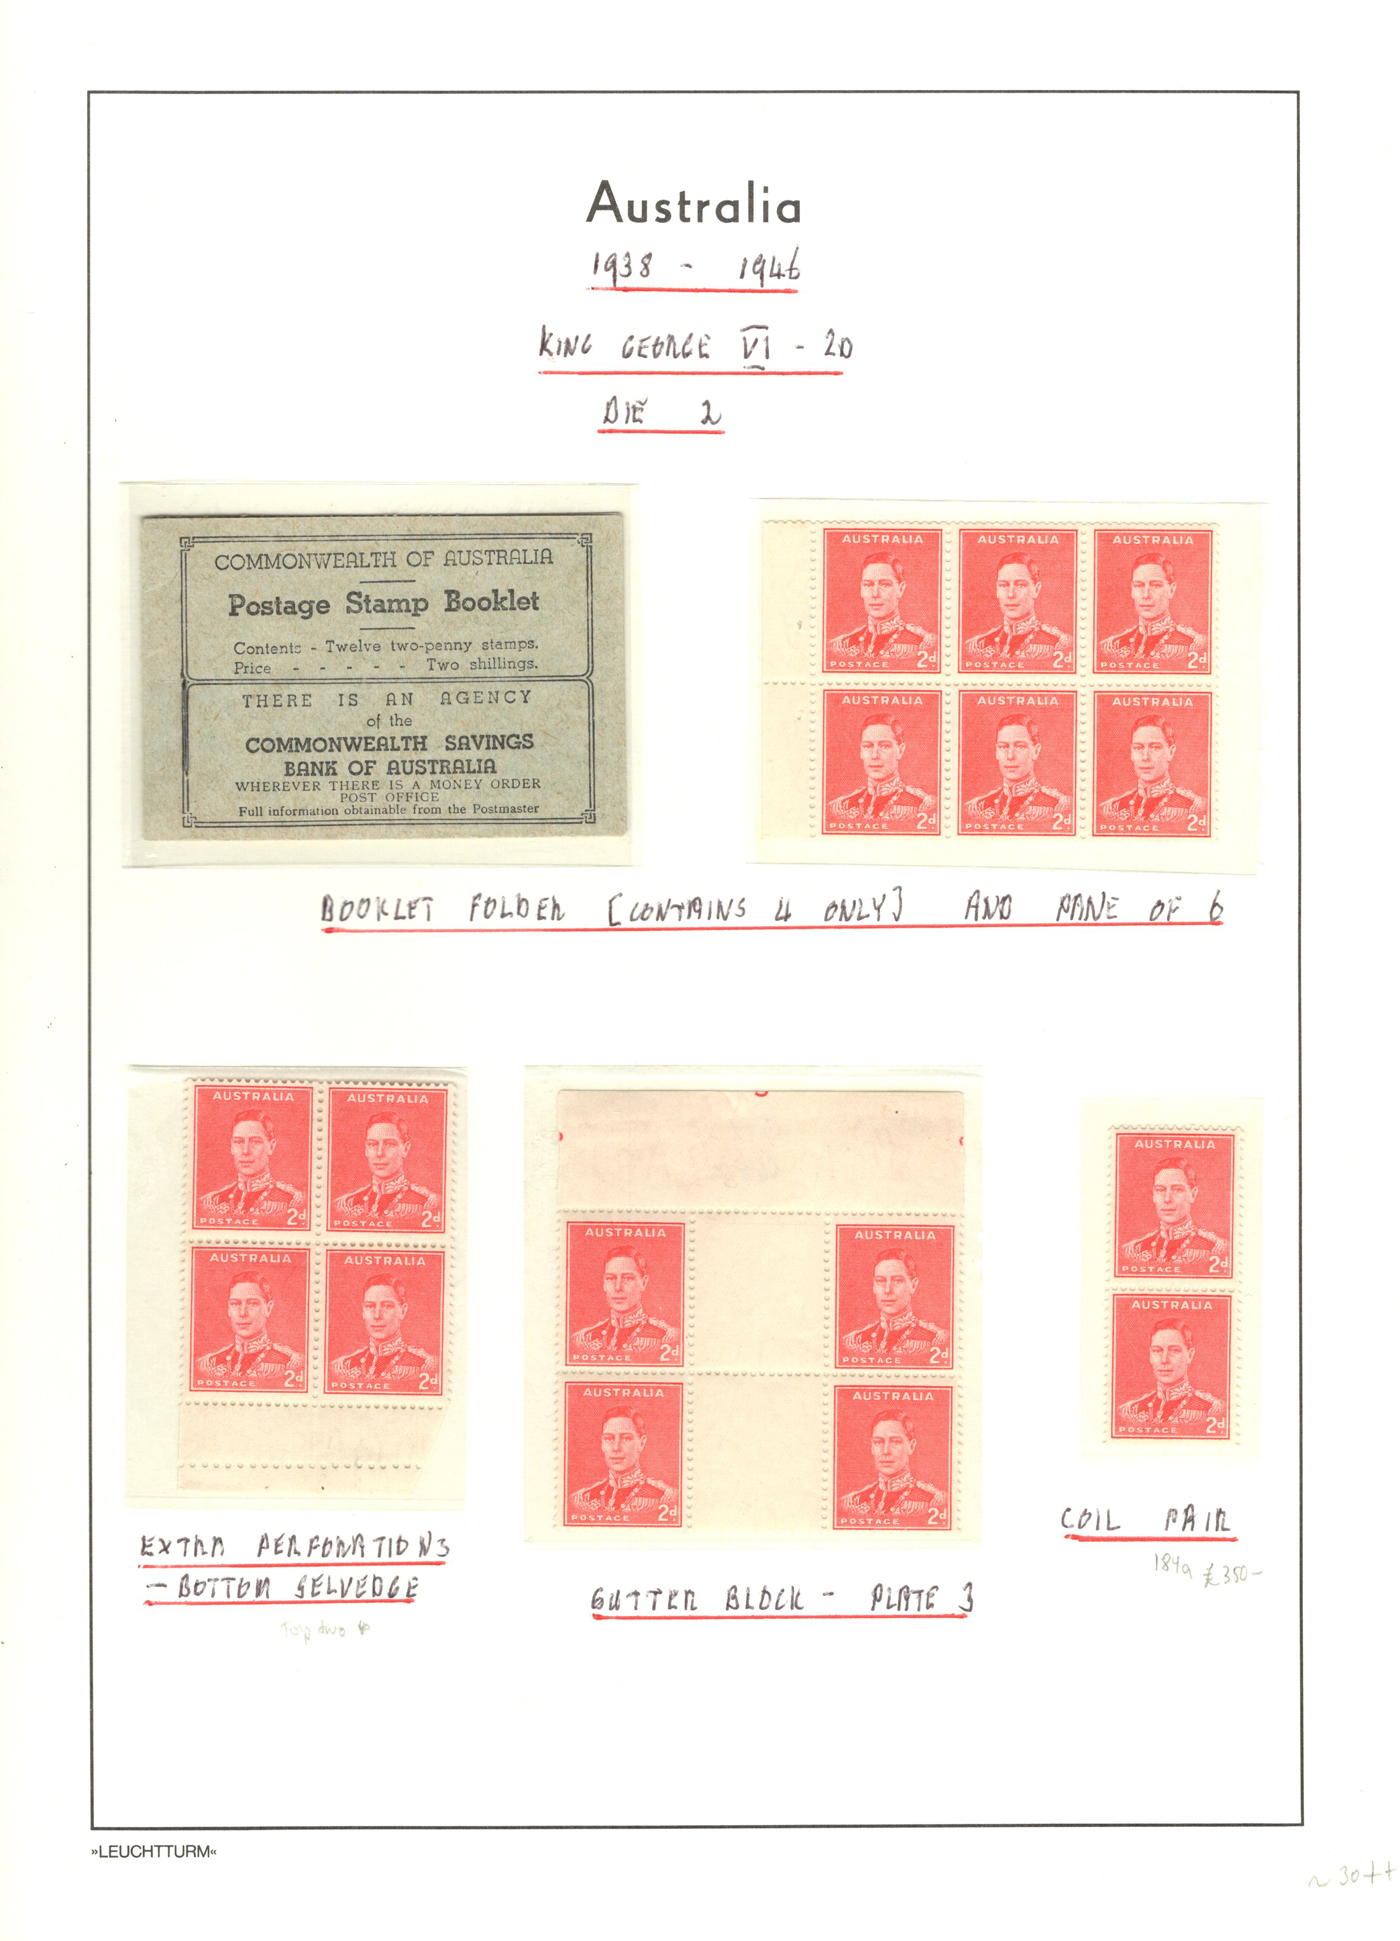 Australia
1938 - 1946
KING GEORGE VI - 2D
DIE 2
COMMONWEALTH OF AUSTRALIA
Postage Stamp Booklet
Contents - Twelve two-penny stamps.
Price - - - - - Two shillings.
THERE IS AN AGENCY
of the
COMMONWEALTH SAVINGS
BANK OF AUSTRALIA
WHEREVER THERE IS A MONEY ORDER
POST OFFICE
Full information obtainable from the Postmaster
AUSTRALIA AUSTRALIA AUSTRALIA
POSTAGE 2d. POSTAGE 2d. POSTAGE 2d.
AUSTRALIA AUSTRALIA AUSTRALIA
POSTAGE 2d. POSTAGE 2d. POSTAGE 2d.
BOOKLET FOLDER [CONTAINS 4 ONLY] AND PANE OF 6
AUSTRALIA AUSTRALIA
POSTAGE 2d. POSTAGE 2d.
AUSTRALIA AUSTRALIA
POSTAGE 2d. POSTAGE 2d.
EXTRA PERFORATIONS
- BOTTOM SELVEDGE
Top two
AUSTRALIA AUSTRALIA
POSTAGE 2d. POSTAGE 2d.
AUSTRALIA AUSTRALIA
POSTAGE 2d. POSTAGE 2d.
GUTTER BLOCK - PLATE 3
AUSTRALIA
POSTAGE 2d.
AUSTRALIA
POSTAGE 2d.
COIL PAIR
184a £350-
»LEUCHTTURM«
~30++